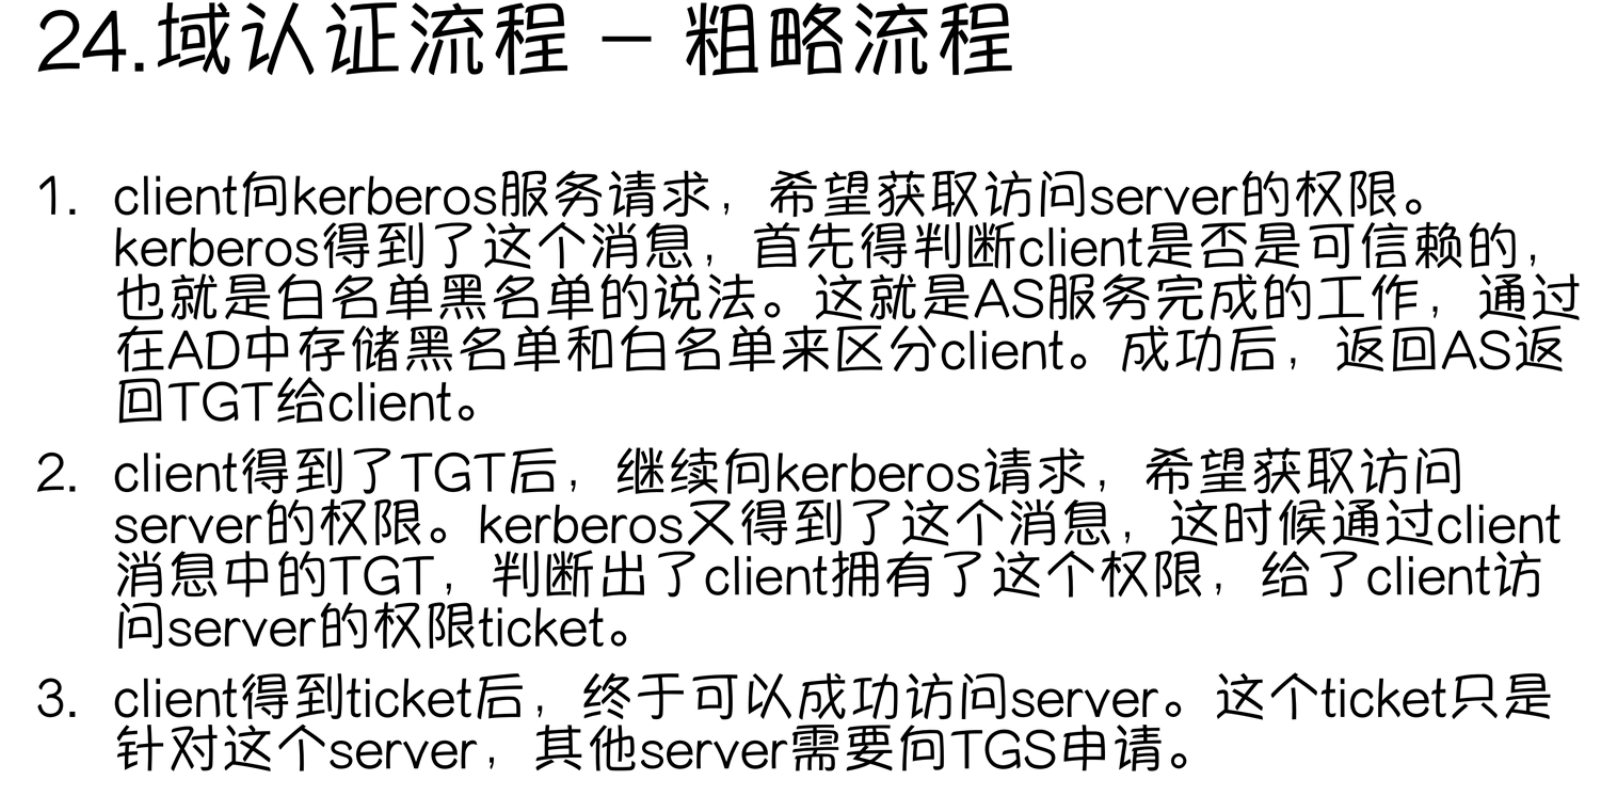 24.域认证流程 – 粗略流程
1. client向kerberos服务请求，希望获取访问server的权限。
kerberos得到了这个消息，首先得判断client是否是可信赖的，
也就是白名单黑名单的说法。这就是AS服务完成的工作，通过
在AD中存储黑名单和白名单来区分client。成功后，返回AS返
回TGT给client。
2. client得到了TGT后，继续向kerberos请求，希望获取访问
server的权限。kerberos又得到了这个消息，这时候通过client
消息中的TGT，判断出了client拥有了这个权限，给了client访
问server的权限ticket。
3. client得到ticket后，终于可以成功访问server。这个ticket只是
针对这个server，其他server需要向TGS申请。